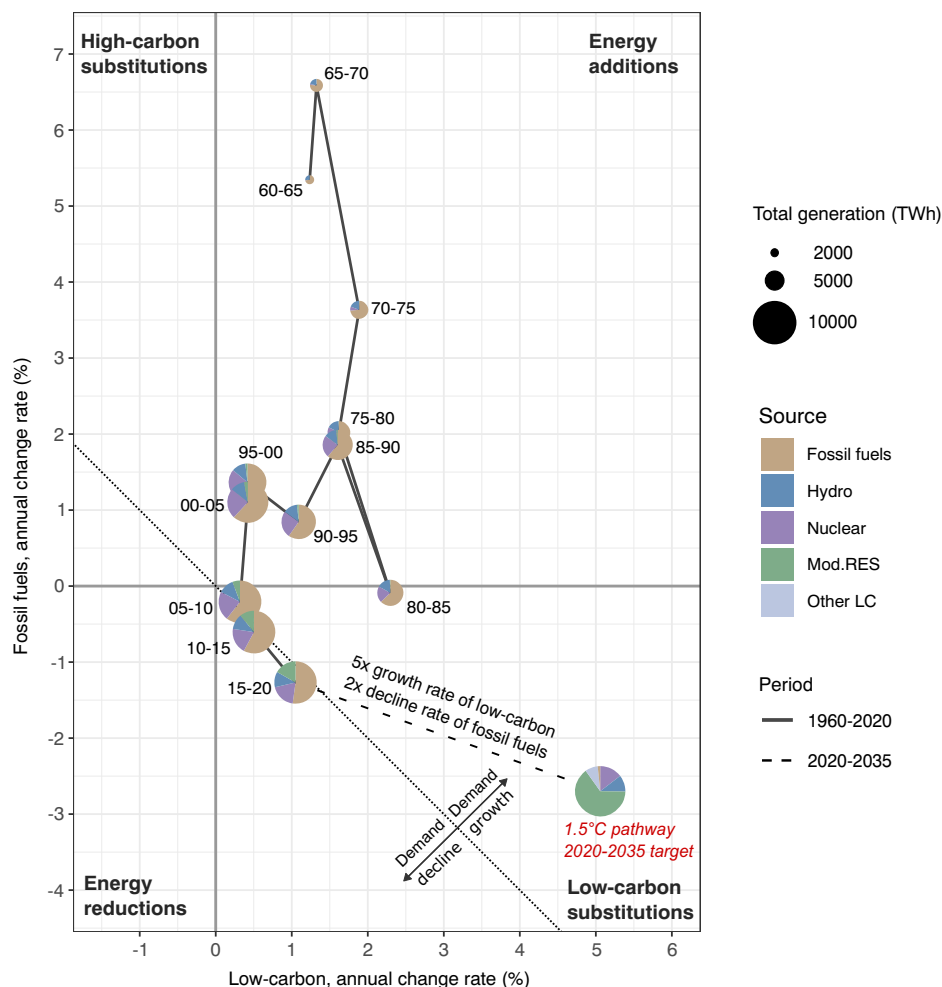 High-carbon
substitutions
Energy
additions
65-70
60-65
70-75
75-80
85-90
95-00
00-05
90-95
80-85
05-10
10-15
15-20
5x growth rate of low-carbon
2x decline rate of fossil fuels
Demand Demand
decline growth
1.5°C pathway
2020-2035 target
Energy
reductions
Low-carbon
substitutions
7
6
5
4
3
2
1
0
-1
-2
-3
-4
Fossil fuels, annual change rate (%)
-1 0 1 2 3 4 5 6
Low-carbon, annual change rate (%)
Total generation (TWh)
2000
5000
10000
Source
Fossil fuels
Hydro
Nuclear
Mod.RES
Other LC
Period
1960-2020
2020-2035